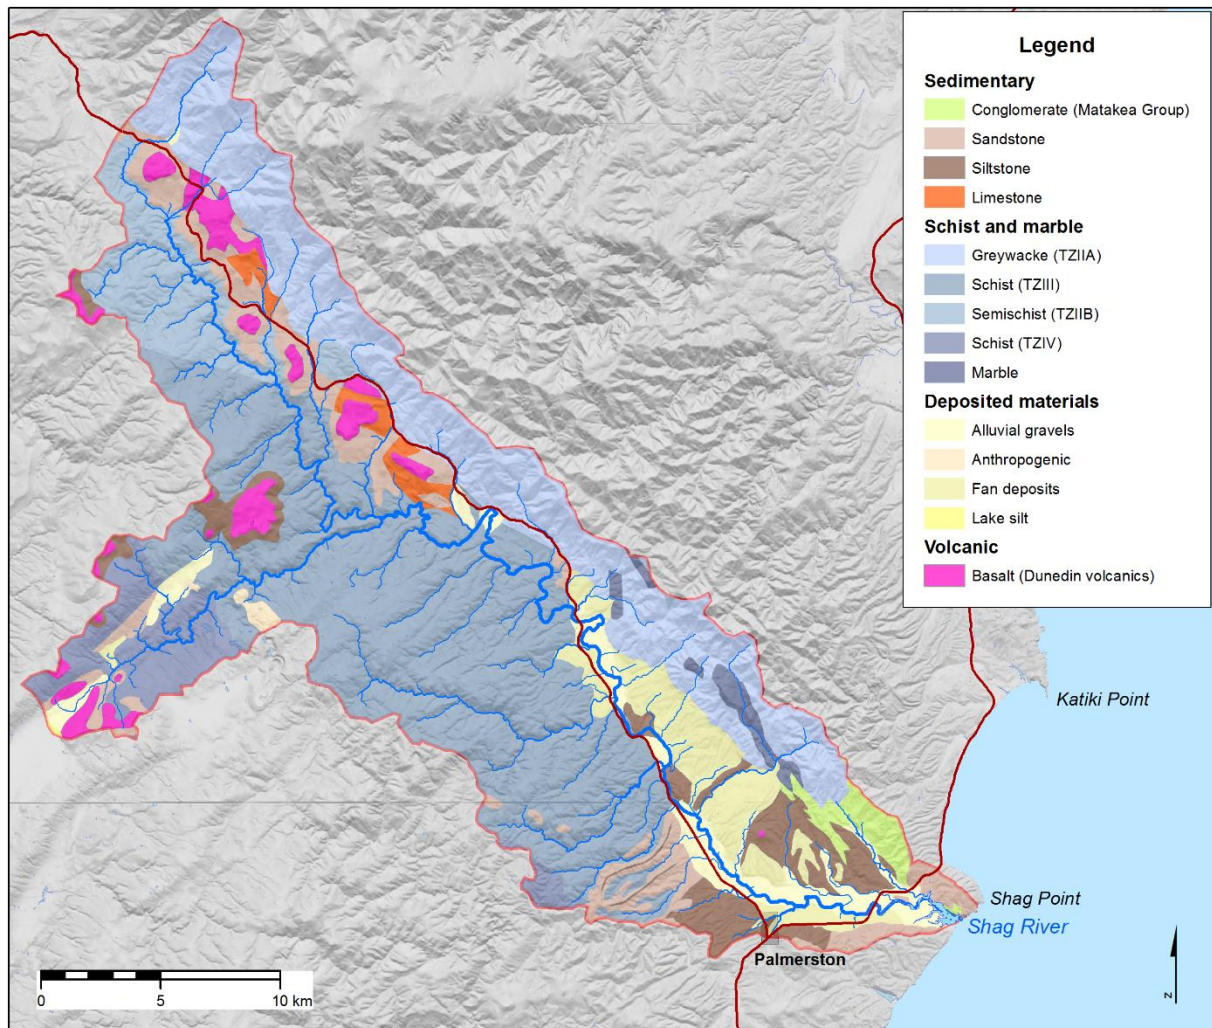 Legend
Sedimentary
Conglomerate (Matakea Group)
Sandstone
Siltstone
Limestone
Schist and marble
Greywacke (TZIIA)
Schist (TZIII)
Semischist (TZIIB)
Schist (TZIV)
Marble
Deposited materials
Alluvial gravels
Anthropogenic
Fan deposits
Lake silt
Volcanic
Basalt (Dunedin volcanics)
Katiki Point
Shag Point
Shag River
Palmerston
0 5 10 km
N